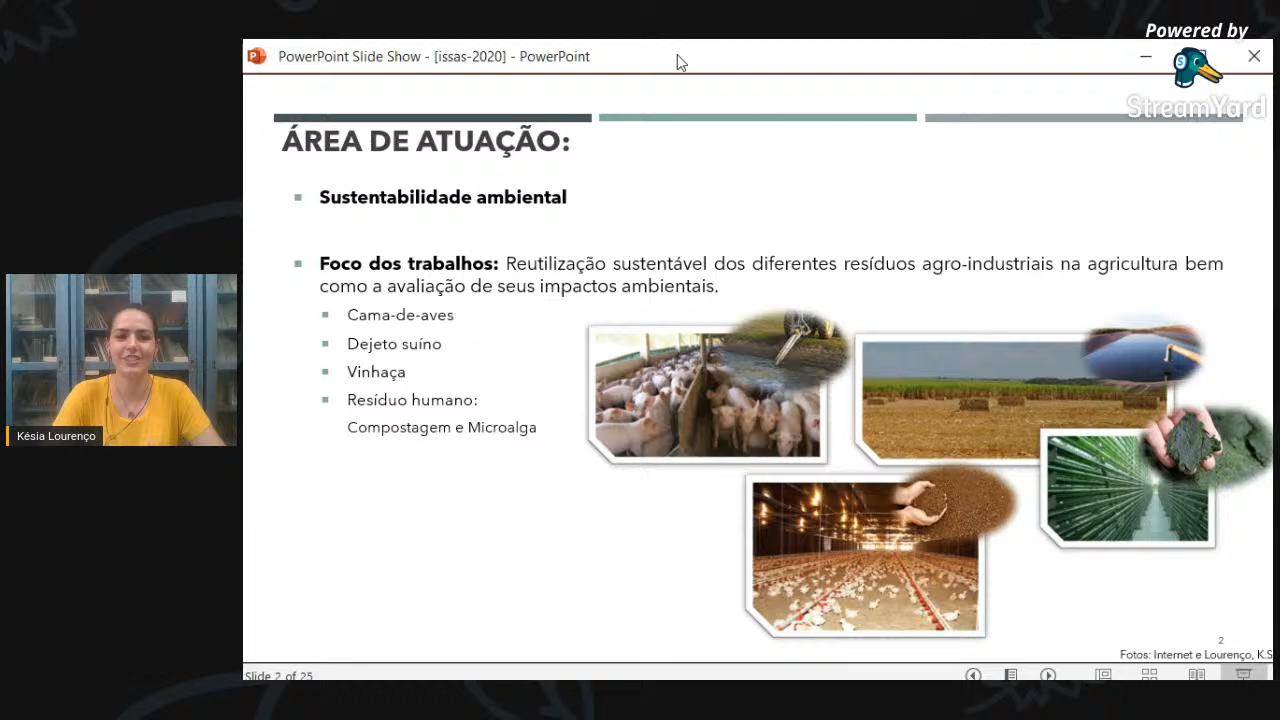 Powered by
StreamYard
PowerPoint Slide Show - [issas-2020] - PowerPoint
ÁREA DE ATUAÇÃO:
Sustentabilidade ambiental
Foco dos trabalhos: Reutilização sustentável dos diferentes resíduos agro-industriais na agricultura bem
como a avaliação de seus impactos ambientais.
Cama-de-aves
Dejeto suíno
Vinhaça
Resíduo humano:
Compostagem e Microalga
Késia Lourenço
2
Fotos: Internet e Lourenço, K.S
Slide 2 of 25